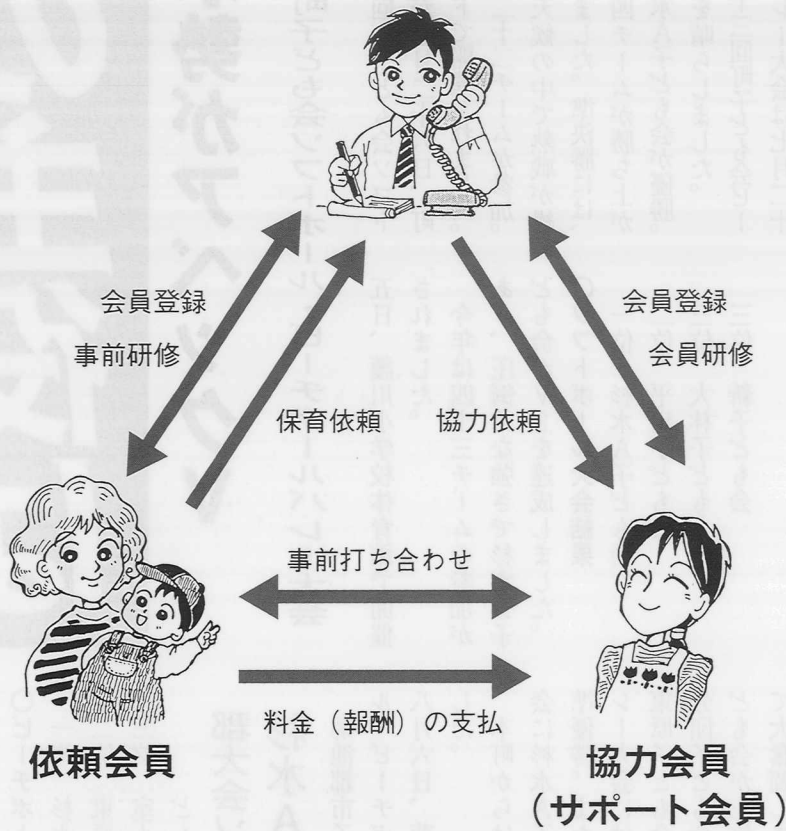 会員登録
事前研修
会員登録
会員研修
保育依頼
協力依頼
事前打ち合わせ
料金（報酬）の支払
依頼会員
協力会員
（サポート会員）